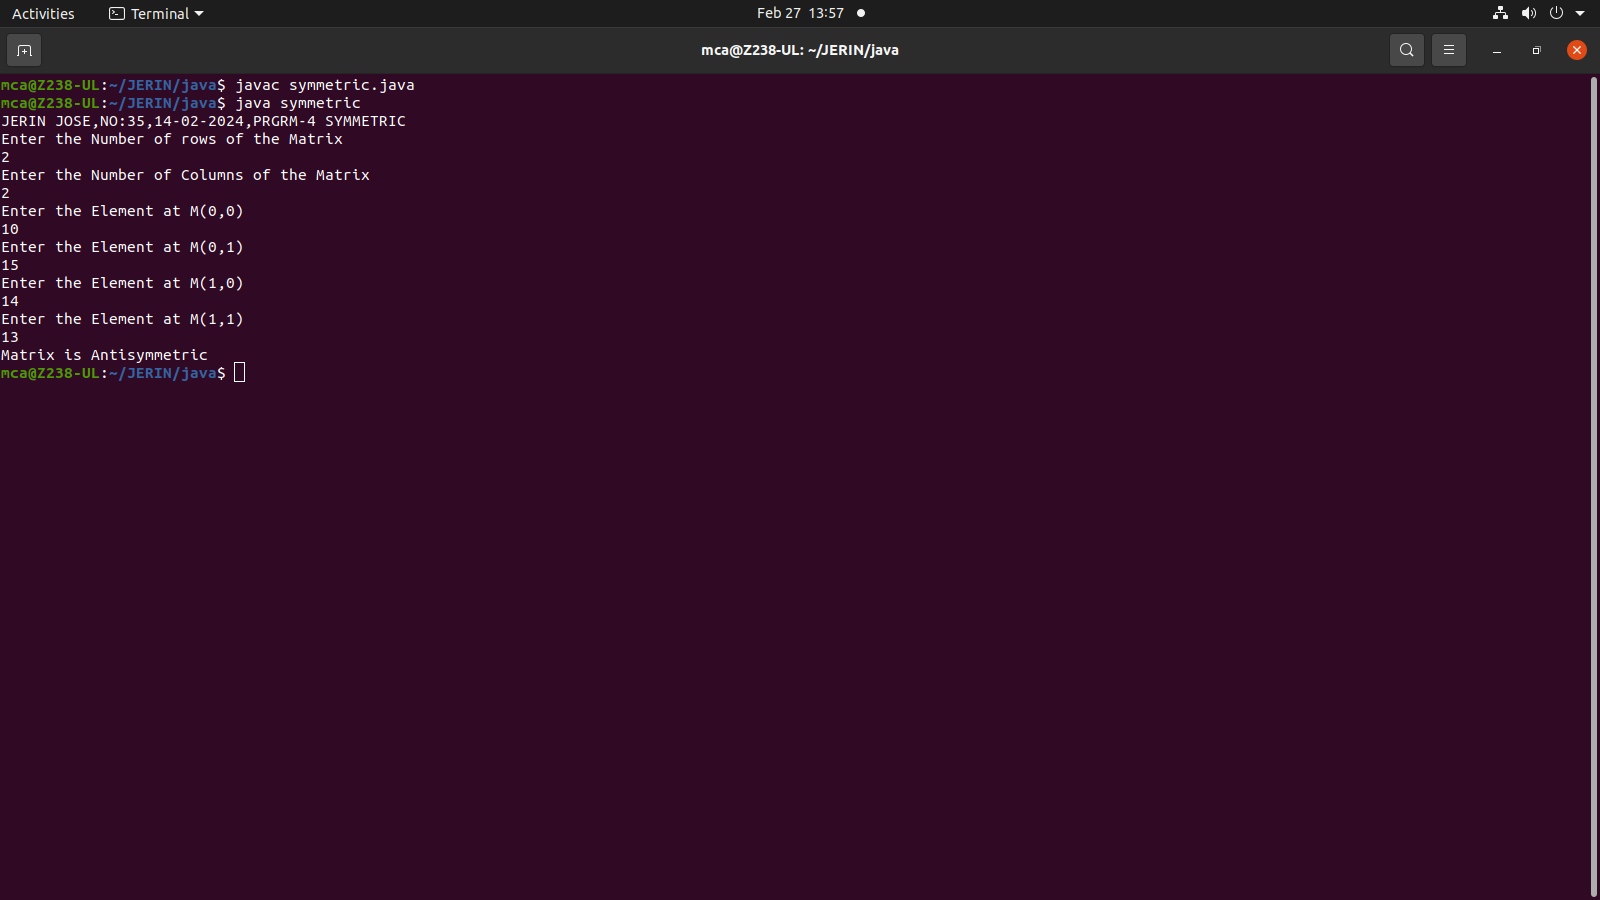 Activities Terminal Feb 27 13:57
mca@Z238-UL: ~/JERIN/java
mca@Z238-UL:~/JERIN/java$ javac symmetric.java
mca@Z238-UL:~/JERIN/java$ java symmetric
JERIN JOSE,NO:35,14-02-2024,PRGRM-4 SYMMETRIC
Enter the Number of rows of the Matrix
2
Enter the Number of Columns of the Matrix
2
Enter the Element at M(0,0)
10
Enter the Element at M(0,1)
15
Enter the Element at M(1,0)
14
Enter the Element at M(1,1)
13
Matrix is Antisymmetric
mca@Z238-UL:~/JERIN/java$